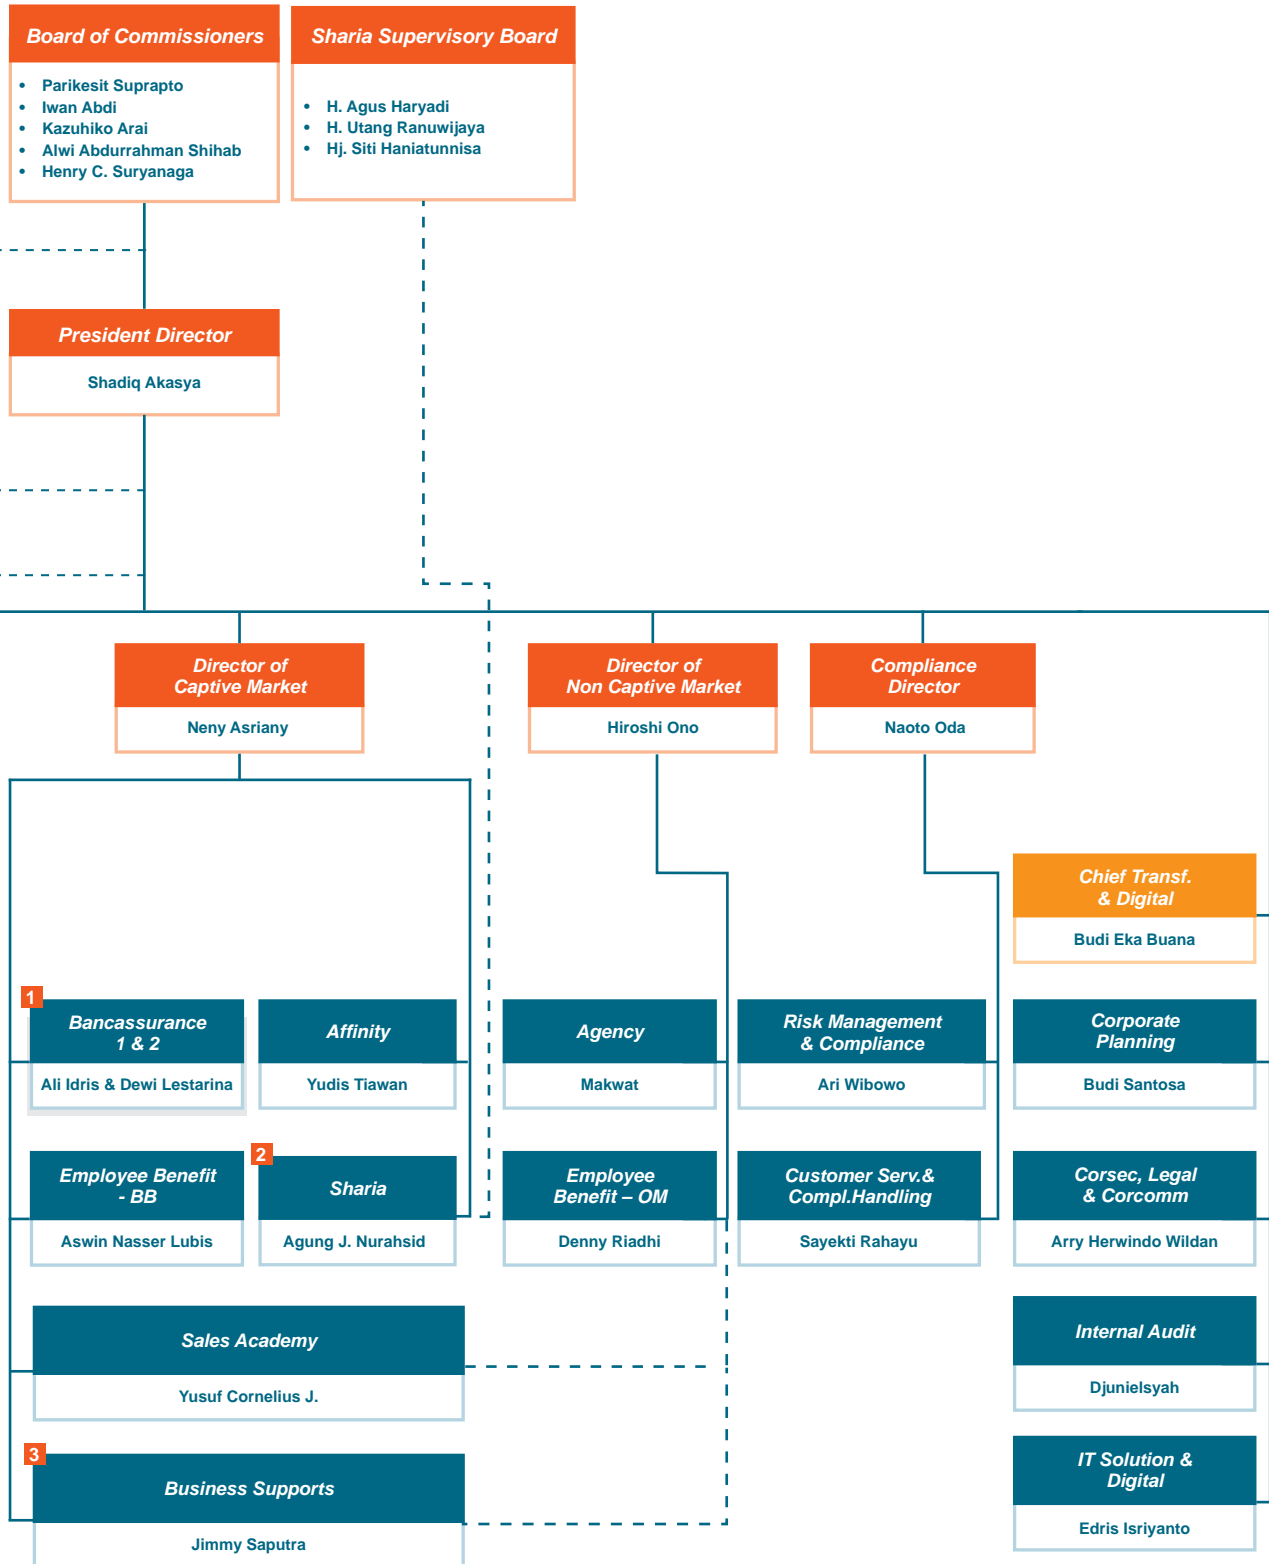 Board of Commissioners
• Parikesit Suprapto
• Iwan Abdi
• Kazuhiko Arai
• Alwi Abdurrahman Shihab
• Henry C. Suryanaga
Sharia Supervisory Board
• H. Agus Haryadi
• H. Utang Ranuwijaya
• Hj. Siti Haniatunnisa
President Director
Shadiq Akasya
Director of
Captive Market
Neny Asriany
Director of
Non Captive Market
Hiroshi Ono
Compliance
Director
Naoto Oda
Chief Transf.
& Digital
Budi Eka Buana
1
Bancassurance
1 & 2
Ali Idris & Dewi Lestarina
Affinity
Yudis Tiawan
Agency
Makwat
Risk Management
& Compliance
Ari Wibowo
Corporate
Planning
Budi Santosa
Employee Benefit
- BB
Aswin Nasser Lubis
2
Sharia
Agung J. Nurahsid
Employee
Benefit – OM
Denny Riadhi
Customer Serv.&
Compl.Handling
Sayekti Rahayu
Corsec, Legal
& Corcomm
Arry Herwindo Wildan
Sales Academy
Yusuf Cornelius J.
Internal Audit
Djunielsyah
3
Business Supports
Jimmy Saputra
IT Solution &
Digital
Edris Isriyanto